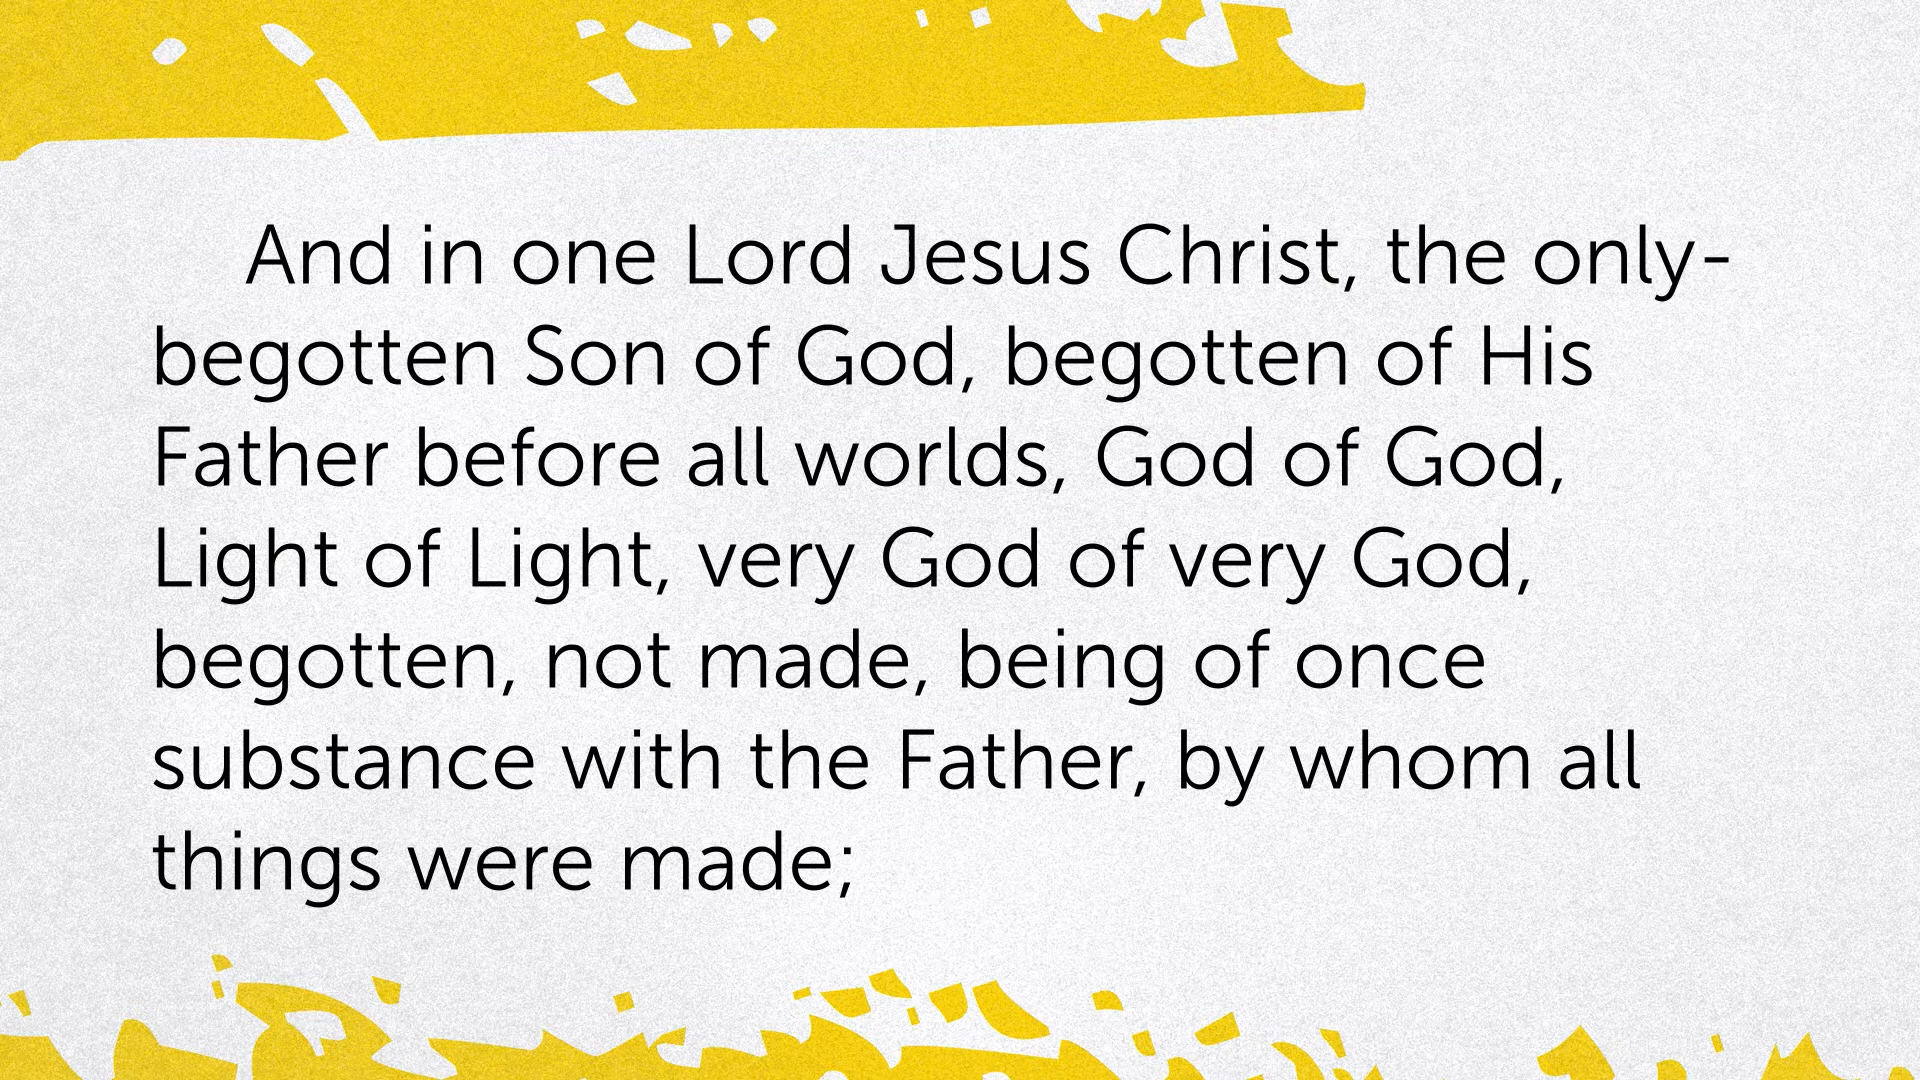 And in one Lord Jesus Christ, the only-
begotten Son of God, begotten of His
Father before all worlds, God of God,
Light of Light, very God of very God,
begotten, not made, being of once
substance with the Father, by whom all
things were made;